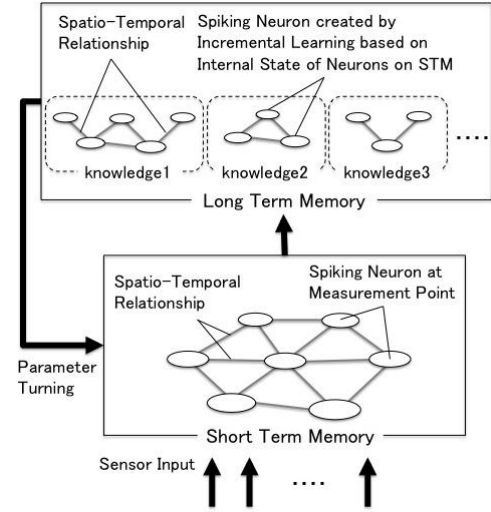 Spatio-Temporal
Relationship
Spiking Neuron created by
Incremental Learning based on
Internal State of Neurons on STM
knowledge1
knowledge2
knowledge3
....
Long Term Memory
Spatio-Temporal
Relationship
Spiking Neuron at
Measurement Point
Parameter
Turning
Short Term Memory
Sensor Input
....